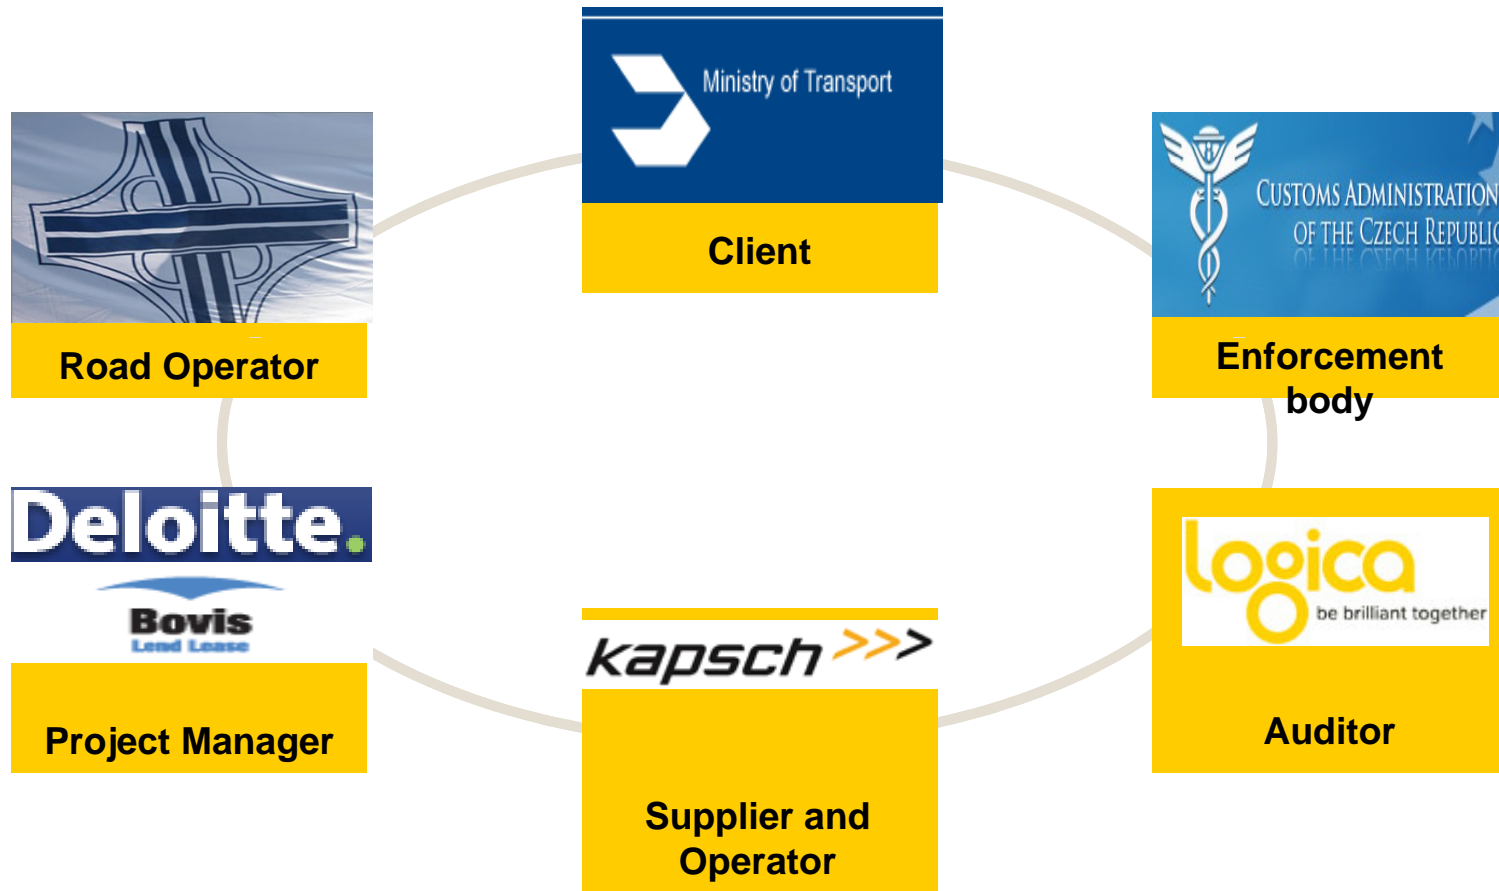 Ministry of Transport
Client
Road Operator
CUSTOMS ADMINISTRATION
OF THE CZECH REPUBLIC
Enforcement
body
Deloitte.
Bovis
Lend Lease
Project Manager
kapsch >>>
Supplier and
Operator
logica
be brilliant together
Auditor